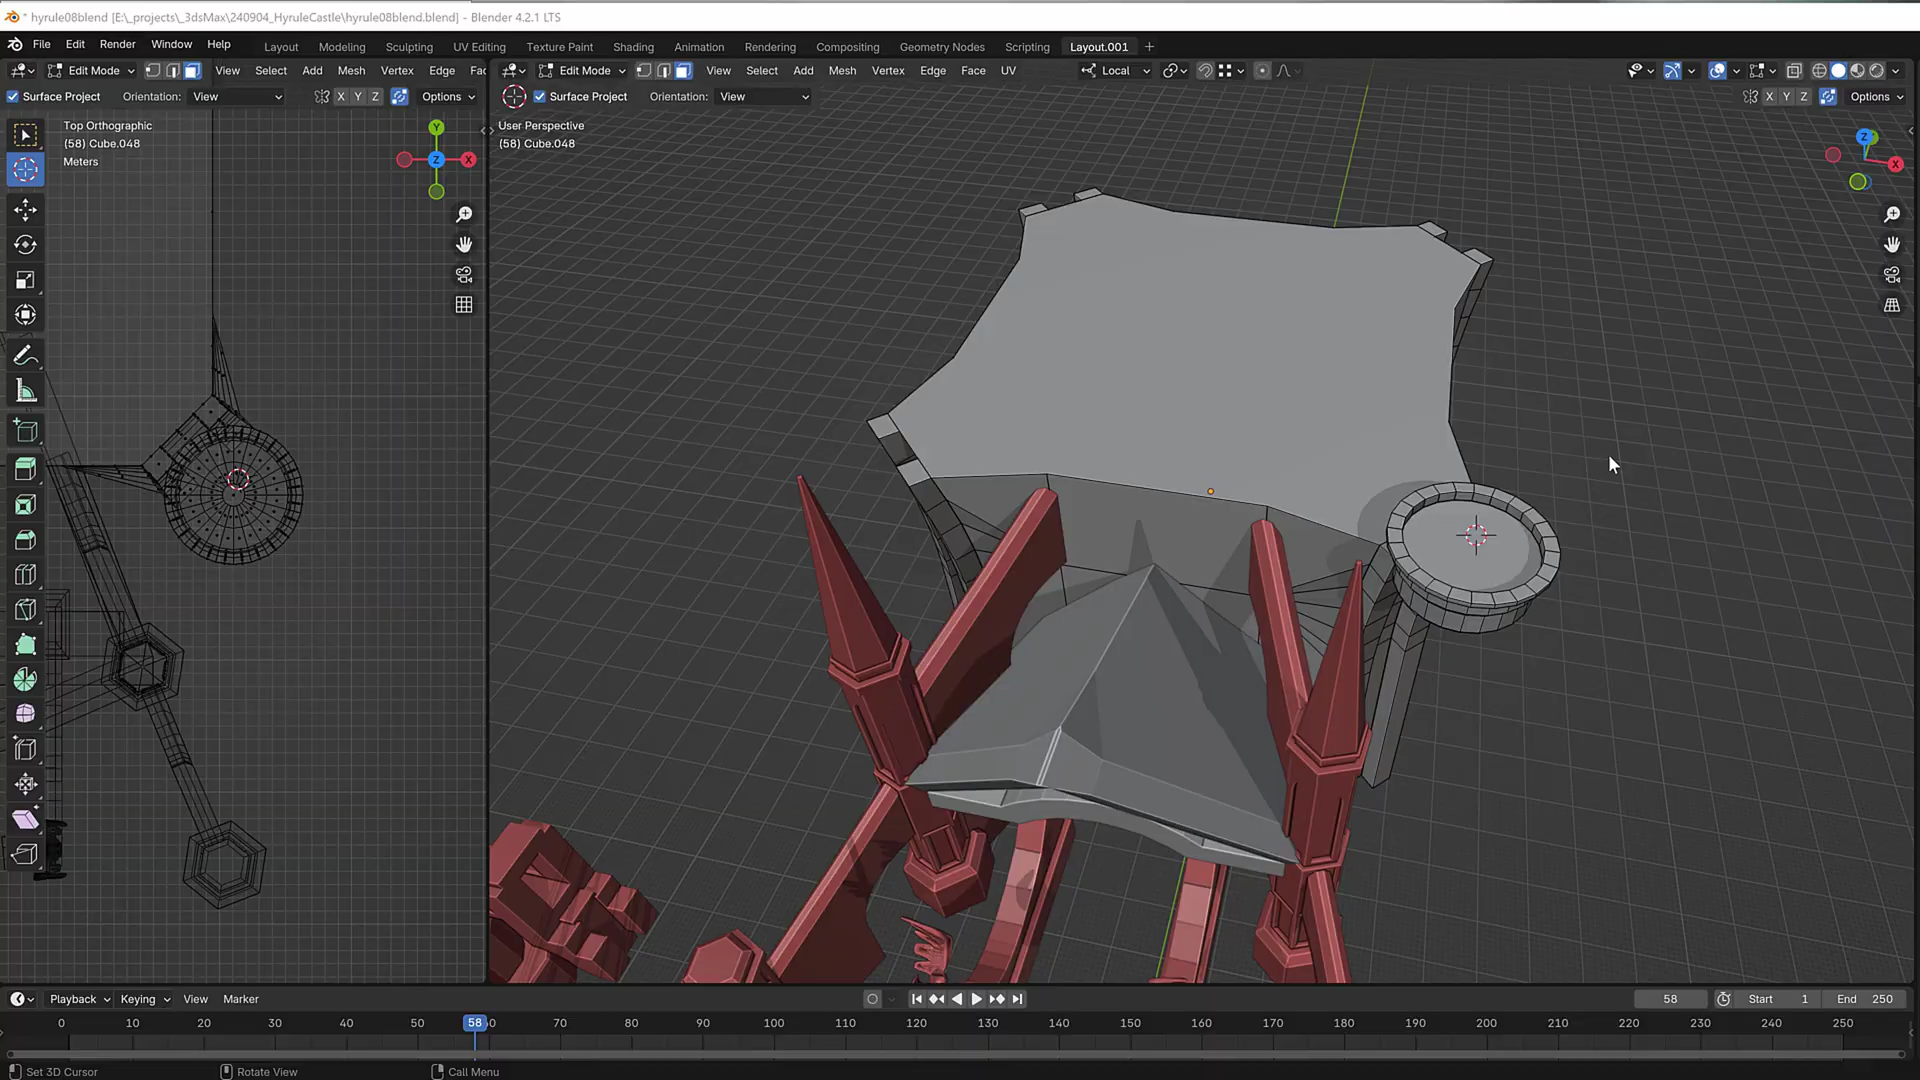 * hyrule08blend [E:\_projects\_3dsMax\240904_HyruleCastle\hyrule08blend.blend] - Blender 4.2.1 LTS
File Edit Render Window Help Layout Modeling Sculpting UV Editing Texture Paint Shading Animation Rendering Compositing Geometry Nodes Scripting Layout.001 +
Edit Mode View Select Add Mesh Vertex Edge Fac
Edit Mode View Select Add Mesh Vertex Edge Face UV Local
Surface Project Orientation: View X Y Z Options
Surface Project Orientation: View X Y Z Options
Top Orthographic
(58) Cube.048
Meters
Y
Z
X
User Perspective
(58) Cube.048
Z
X
Playback Keying View Marker 58 Start 1 End 250
0 10 20 30 40 50 58 70 80 90 100 110 120 130 140 150 160 170 180 190 200 210 220 230 240 250
Set 3D Cursor Rotate View Call Menu